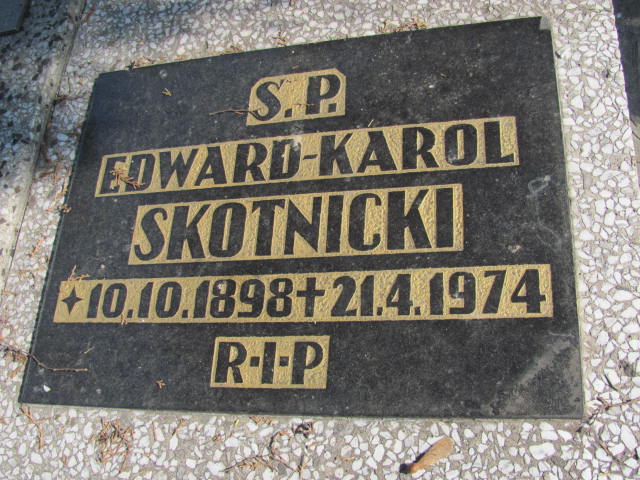 S.P.
EDWARD-KAROL
SKOTNICKI
✦10.10.1898✝21.4.1974
R-I-P